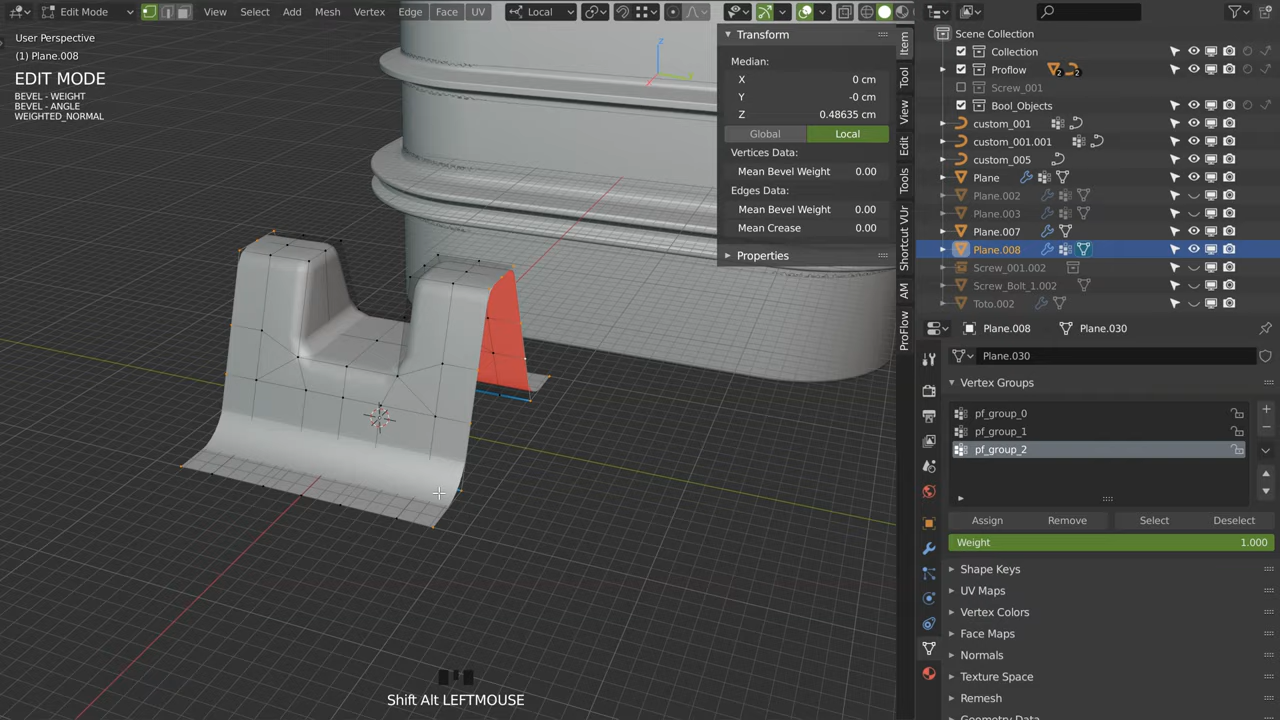 Edit Mode View Select Add Mesh Vertex Edge Face UV Local
User Perspective
(1) Plane.008
EDIT MODE
BEVEL - WEIGHT
BEVEL - ANGLE
WEIGHTED_NORMAL
z
Transform
Median:
X 0 cm
Y -0 cm
Z 0.48635 cm
Global Local
Vertices Data:
Mean Bevel Weight 0.00
Edges Data:
Mean Bevel Weight 0.00
Mean Crease 0.00
Properties
Item
Tool
View
Edit
Tools
Shortcut VUr
AM
ProFlow
Scene Collection
Collection
Proflow 2 2
Screw_001
Bool_Objects
custom_001
custom_001.001
custom_005
Plane
Plane.002
Plane.003
Plane.007
Plane.008
Screw_001.002
Screw_Bolt_1.002
Toto.002
Plane.008 Plane.030
Plane.030
Vertex Groups
pf_group_0
pf_group_1
pf_group_2
Assign Remove Select Deselect
Weight 1.000
Shape Keys
UV Maps
Vertex Colors
Face Maps
Normals
Texture Space
Remesh
Geometry Data
Shift Alt LEFTMOUSE